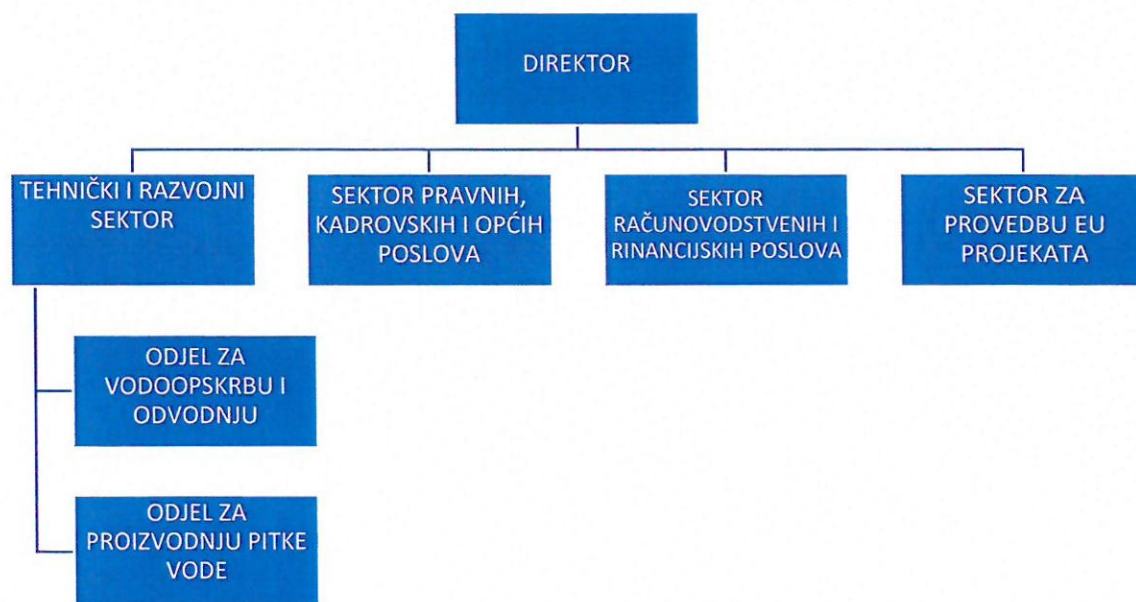 DIREKTOR
TEHNIČKI I RAZVOJNI
SEKTOR
SEKTOR PRAVNIH,
KADROVSKIH I OPĆIH
POSLOVA
SEKTOR
RAČUNOVODSTVENIH I
RINANCIJSKIH POSLOVA
SEKTOR ZA
PROVEDBU EU
PROJEKATA
ODJEL ZA
VODOOPSKRBU I
ODVODNJU
ODJEL ZA
PROIZVODNJU PITKE
VODE